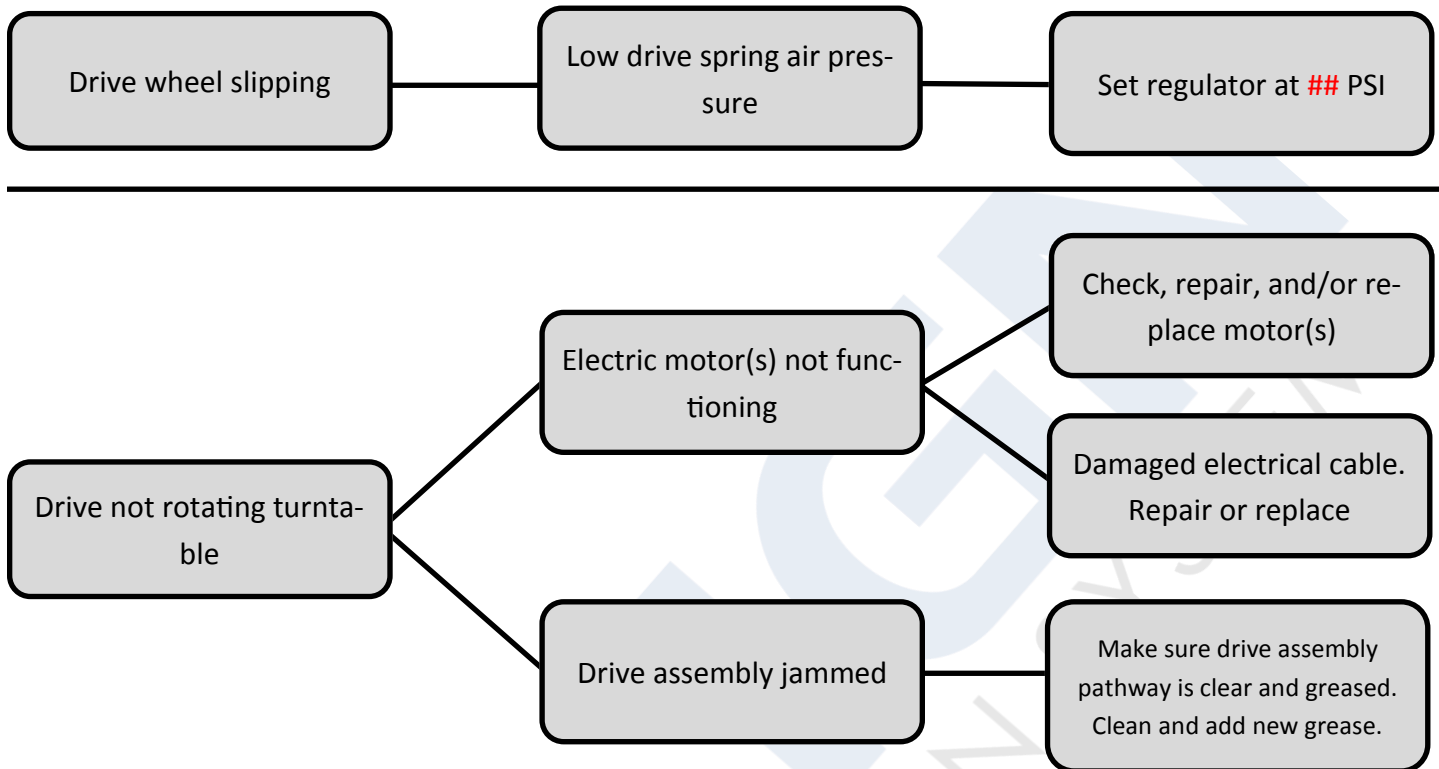 Drive wheel slipping
Low drive spring air pres-
sure
Set regulator at ## PSI
Drive not rotating turnta-
ble
Electric motor(s) not func-
tioning
Check, repair, and/or re-
place motor(s)
Damaged electrical cable.
Repair or replace
Drive assembly jammed
Make sure drive assembly
pathway is clear and greased.
Clean and add new grease.